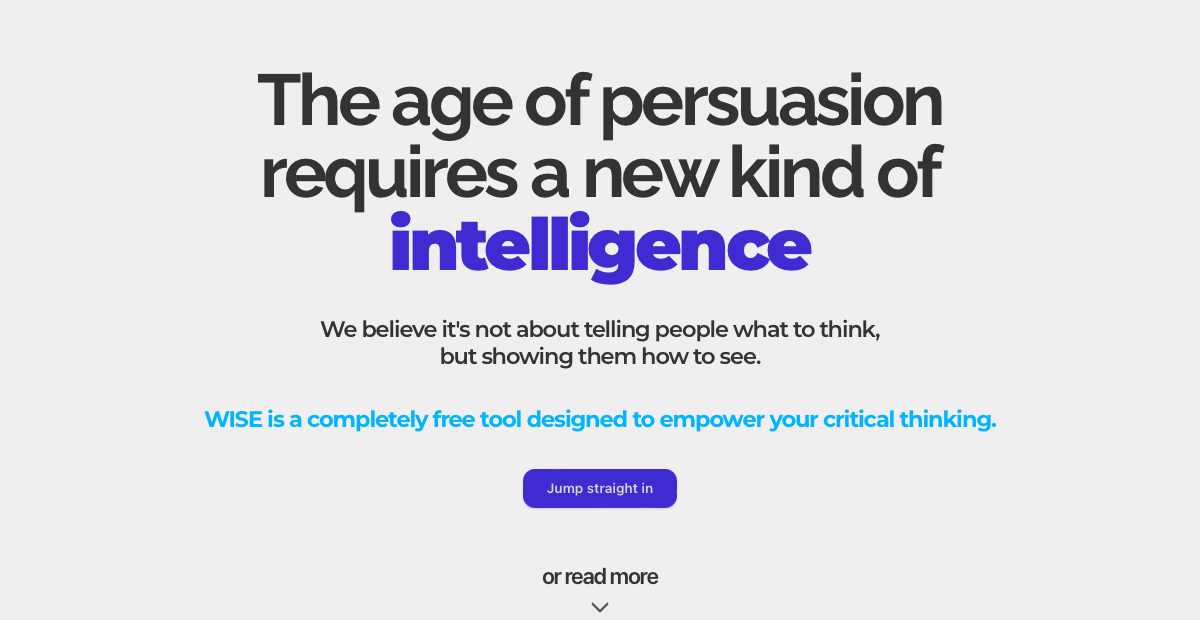 The age of persuasion
requires a new kind of
intelligence
We believe it's not about telling people what to think,
but showing them how to see.
WISE is a completely free tool designed to empower your critical thinking.
Jump straight in
or read more